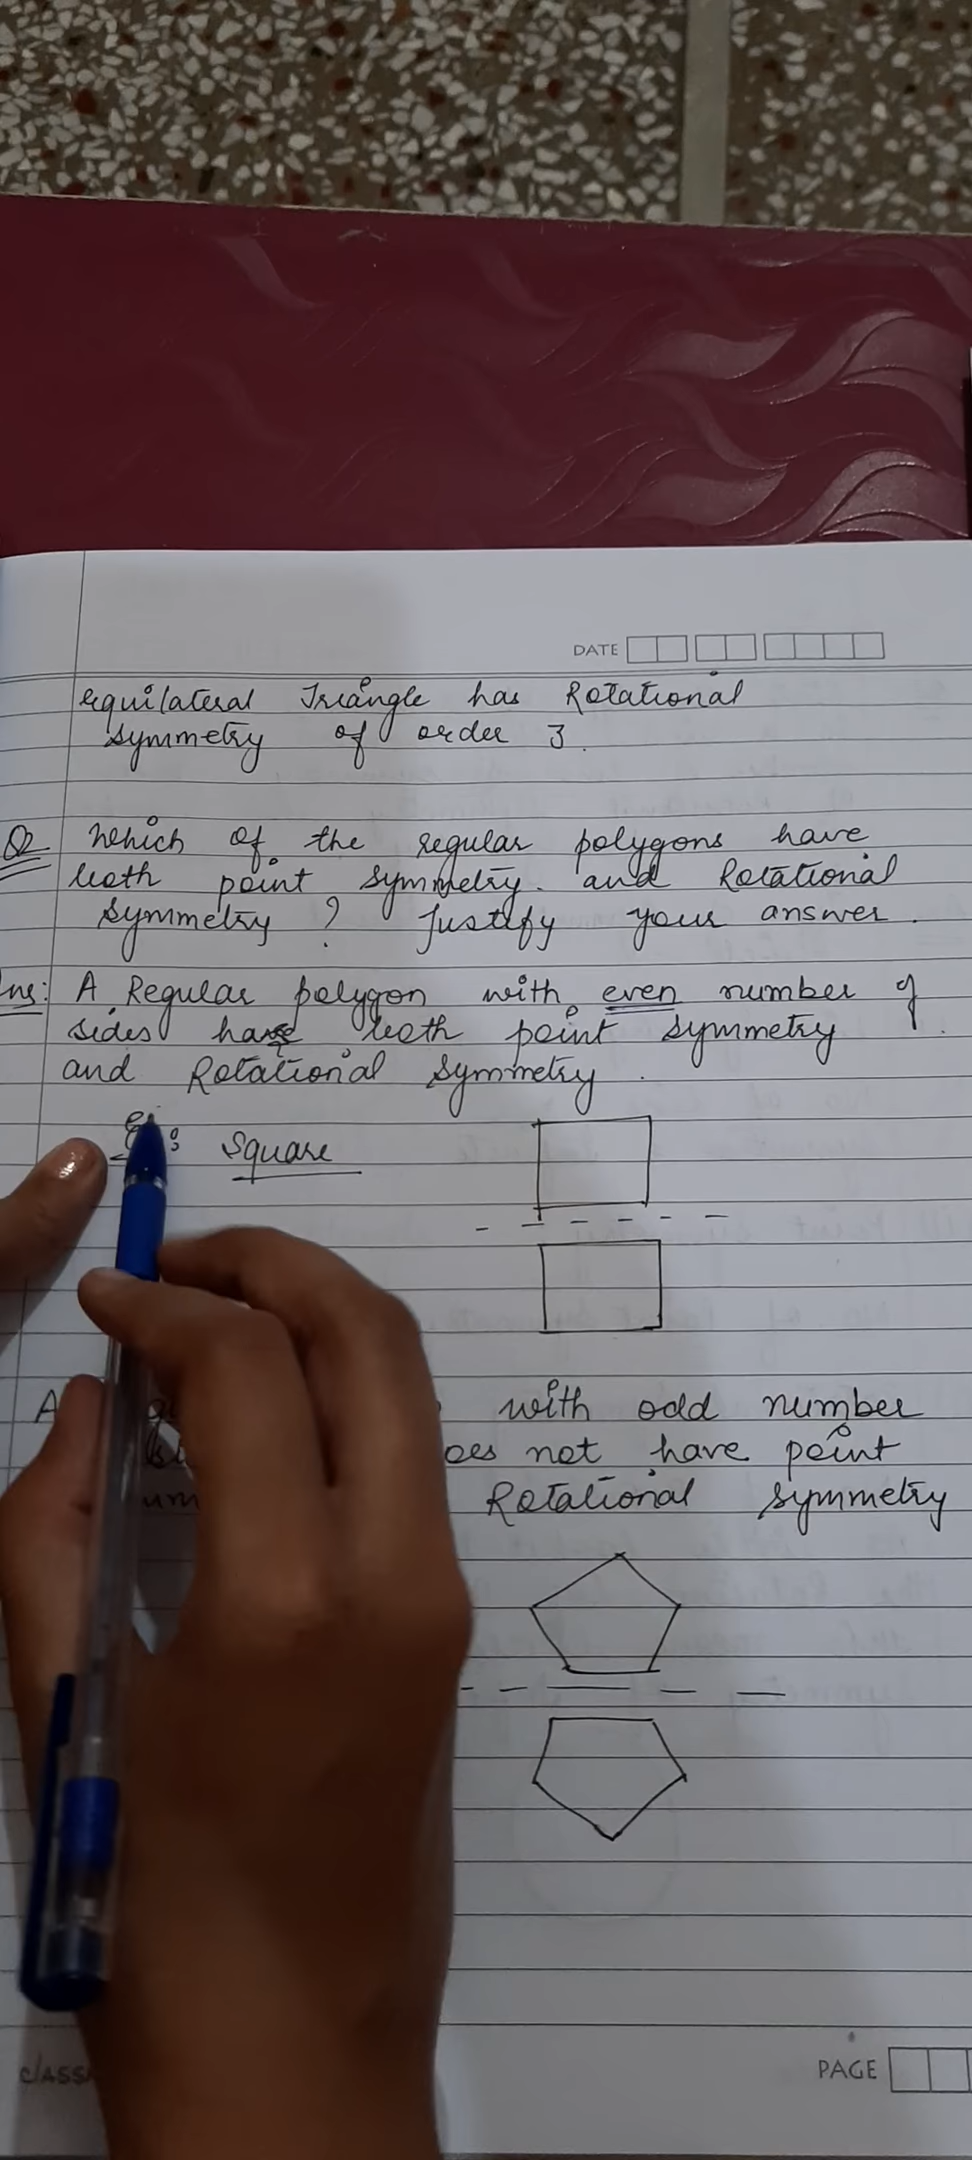 DATE
equilateral Triangle has Rotational
symmetry of order 3.
Q Which of the regular polygons have
both point symmetry. and Rotational
symmetry ? Justify your answer.
Ans: A Regular polygon with even number of
sides have both point symmetry
and Rotational symmetry.
Square
A with odd number
not have point
Rotational symmetry
PAGE